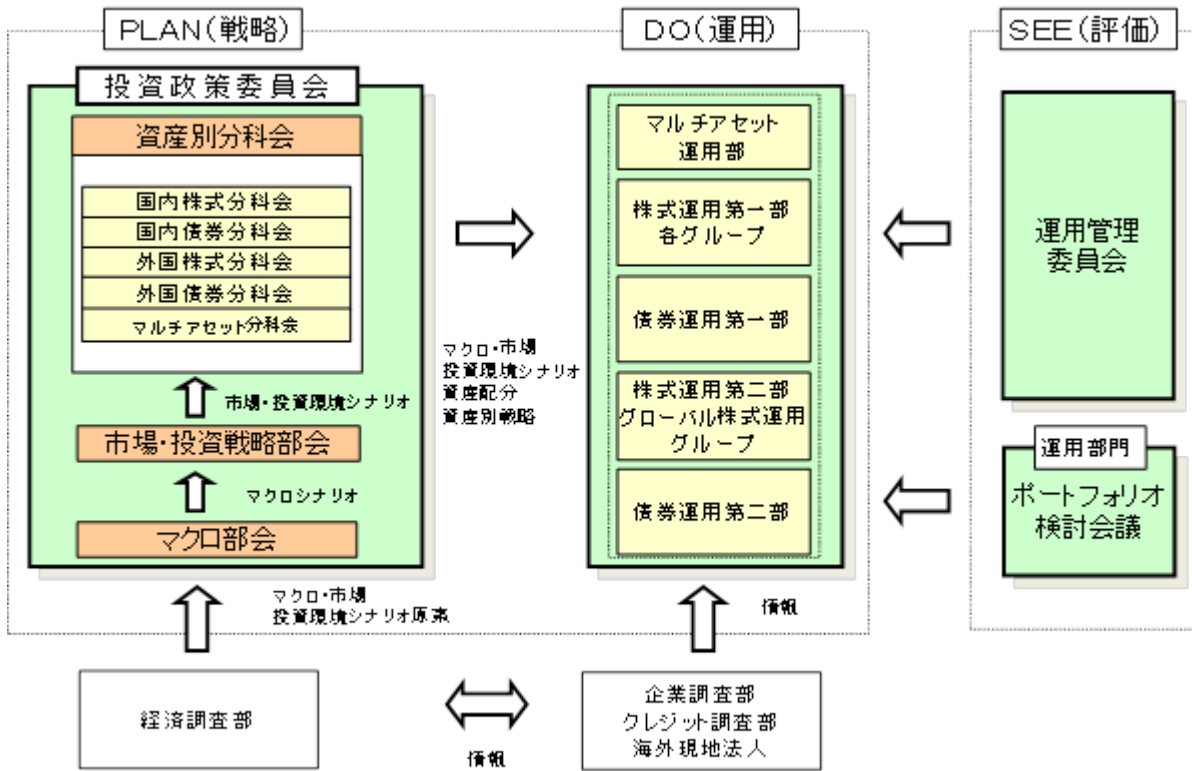 PLAN(戦略)
投資政策委員会
資産別分科会
国内株式分科会
国内債券分科会
外国株式分科会
外国債券分科会
マルチアセット分科会
市場・投資環境シナリオ
市場・投資戦略部会
マクロシナリオ
マクロ部会
マクロ・市場
投資環境シナリオ原案
経済調査部
マクロ・市場
投資環境シナリオ
資産配分
資産別戦略
情報
DO(運用)
マルチアセット
運用部
株式運用第一部
各グループ
債券運用第一部
株式運用第二部
グローバル株式運用
グループ
債券運用第二部
情報
企業調査部
クレジット調査部
海外現地法人
SEE(評価)
運用管理
委員会
運用部門
ポートフォリオ
検討会議